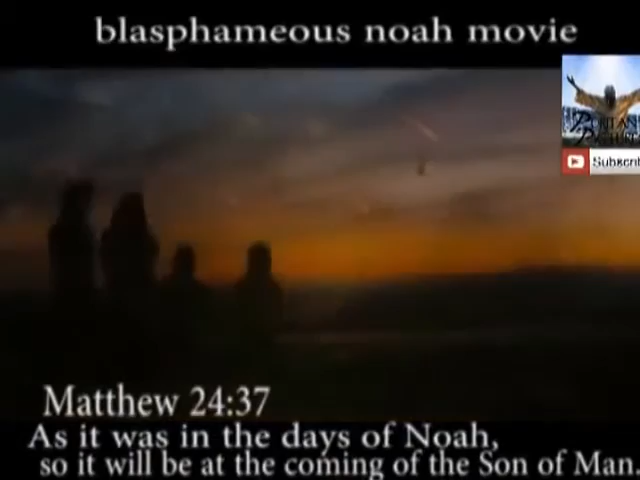 blasphameous noah movie
Subscrib
Matthew 24:37
As it was in the days of Noah,
so it will be at the coming of the Son of Man.